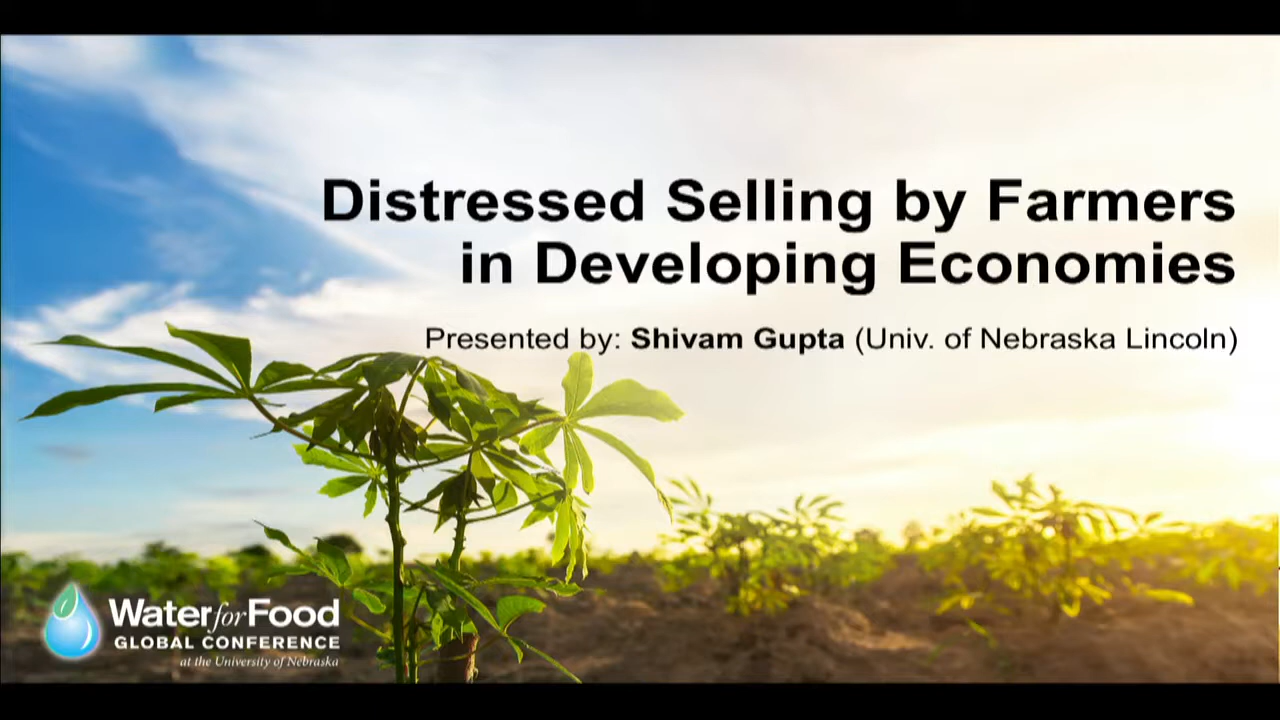 Distressed Selling by Farmers
in Developing Economies
Presented by: Shivam Gupta (Univ. of Nebraska Lincoln)
Water for Food
GLOBAL CONFERENCE
at the University of Nebraska